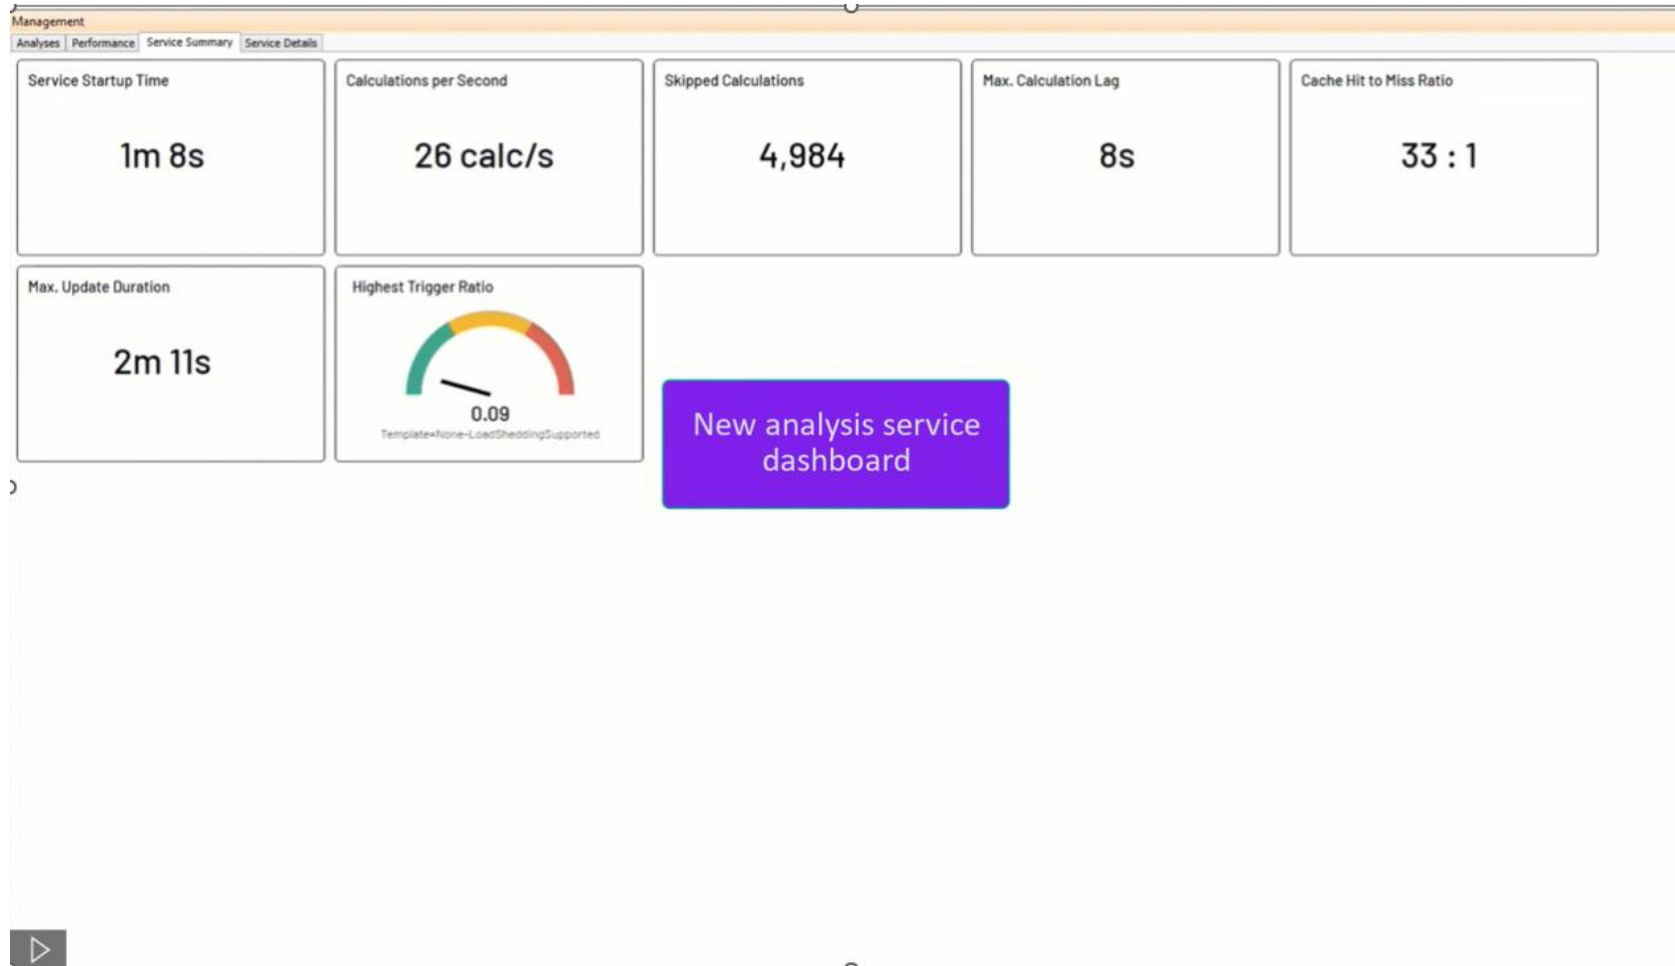 Management
Analyses Performance Service Summary Service Details
Service Startup Time
1m 8s
Calculations per Second
26 calc/s
Skipped Calculations
4,984
Max. Calculation Lag
8s
Cache Hit to Miss Ratio
33 : 1
Max. Update Duration
2m 11s
Highest Trigger Ratio
0.09
Template=None-LoadSheddingSupported
New analysis service
dashboard